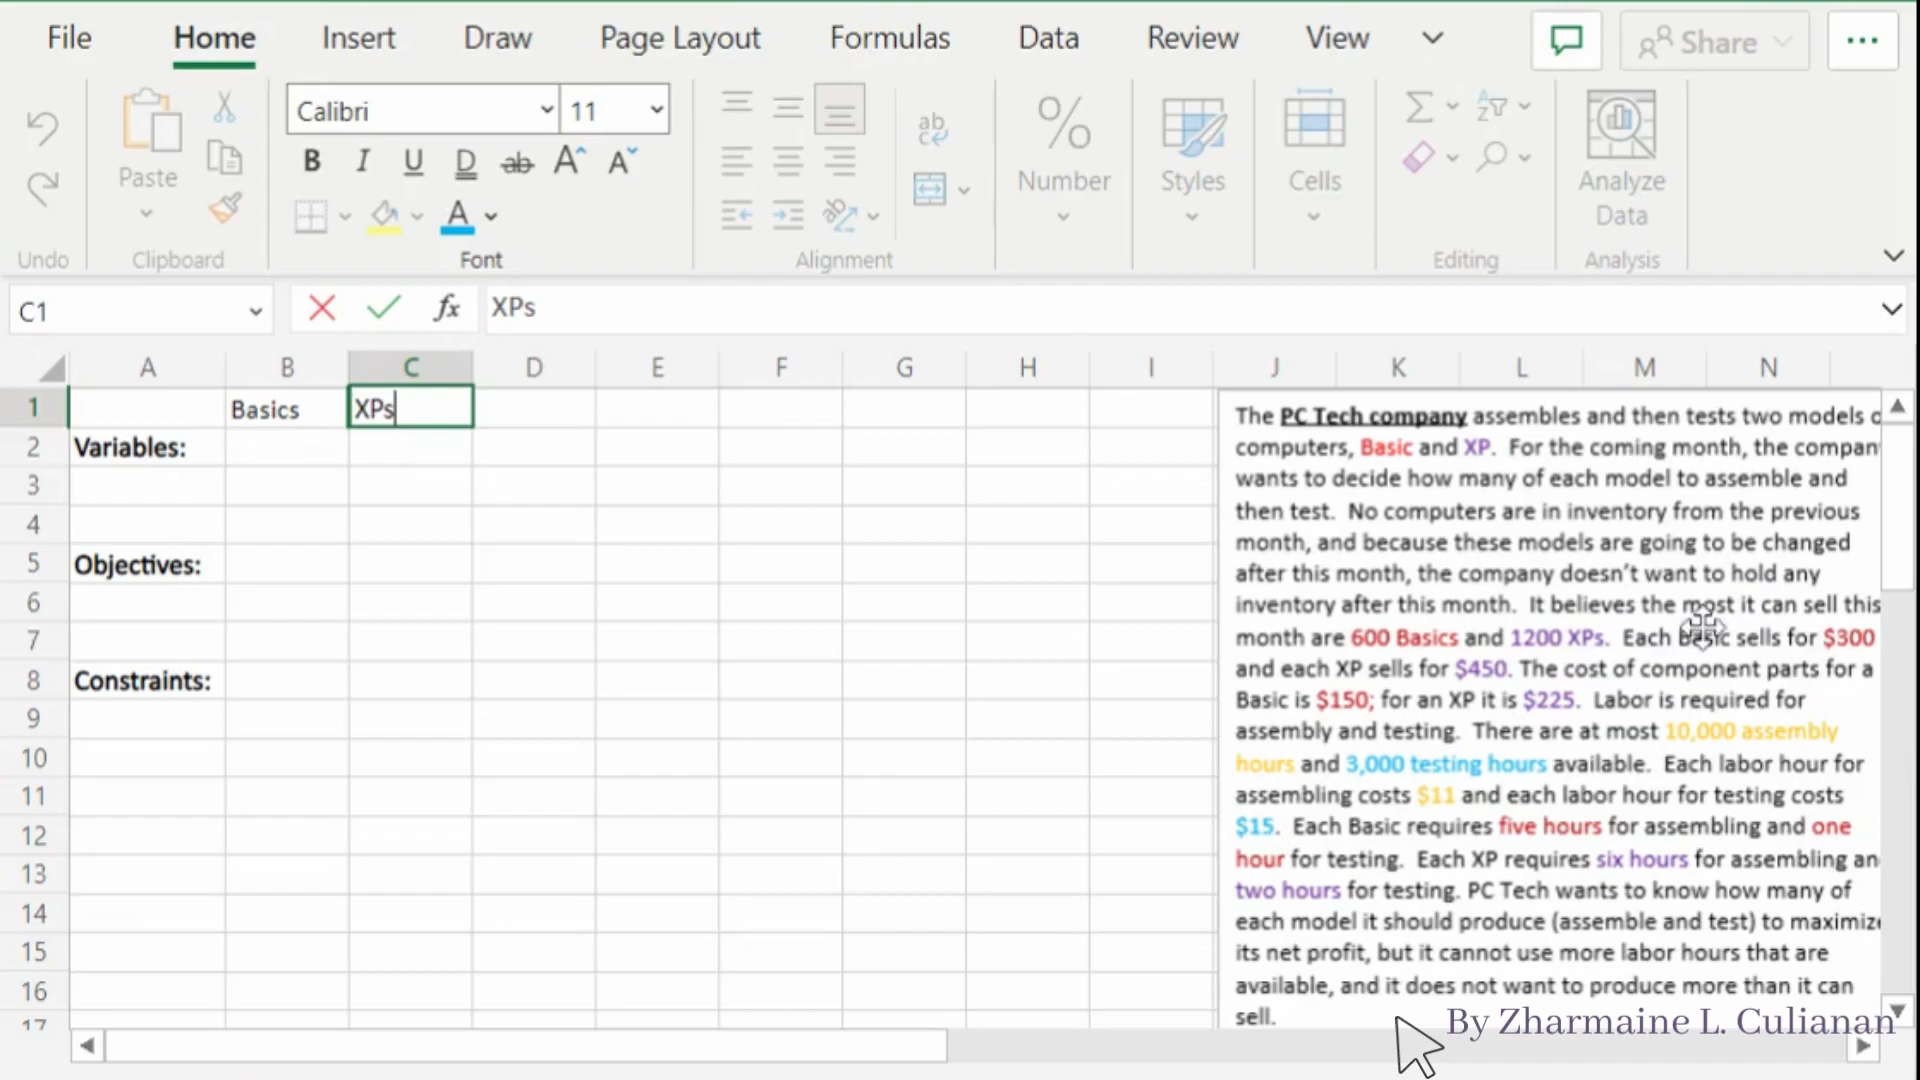 File Home Insert Draw Page Layout Formulas Data Review View Share
Calibri 11
Paste
B I U D ab A A
Number Styles Cells Analyze Data
Undo Clipboard Font Alignment Editing Analysis
C1 fx XPs
A B C D E F G H I J K L M N
1 Basics XPs
2 Variables:
3
4
5 Objectives:
6
7
8 Constraints:
9
10
11
12
13
14
15
16
17
The PC Tech company assembles and then tests two models
computers, Basic and XP. For the coming month, the compan
wants to decide how many of each model to assemble and
then test. No computers are in inventory from the previous
month, and because these models are going to be changed
after this month, the company doesn't want to hold any
inventory after this month. It believes the most it can sell this
month are 600 Basics and 1200 XPs. Each Basic sells for $300
and each XP sells for $450. The cost of component parts for a
Basic is $150; for an XP it is $225. Labor is required for
assembly and testing. There are at most 10,000 assembly
hours and 3,000 testing hours available. Each labor hour for
assembling costs $11 and each labor hour for testing costs
$15. Each Basic requires five hours for assembling and one
hour for testing. Each XP requires six hours for assembling an
two hours for testing. PC Tech wants to know how many of
each model it should produce (assemble and test) to maximize
its net profit, but it cannot use more labor hours that are
available, and it does not want to produce more than it can
sell.
By Zharmaine L. Culianan